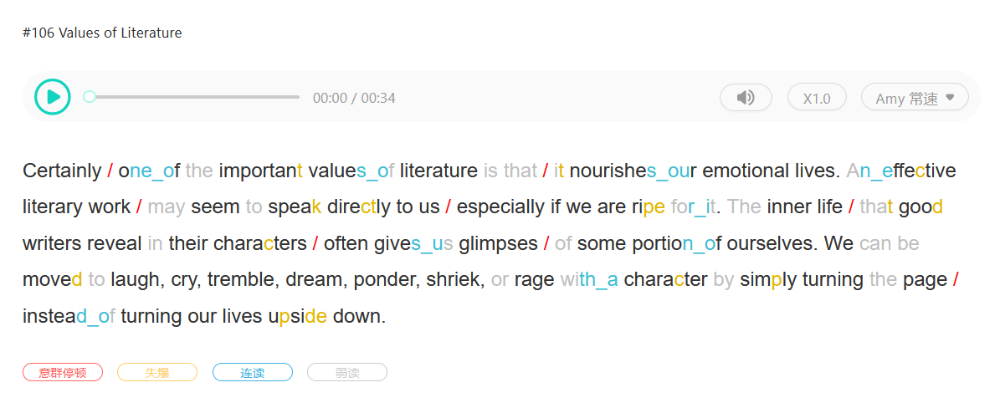 #106 Values of Literature
00:00 / 00:34
X1.0
Amy 常速
Certainly / one_of the important values_of literature is that / it nourishes_our emotional lives. An_effective
literary work / may seem to speak directly to us / especially if we are ripe for_it. The inner life / that good
writers reveal in their characters / often gives_us glimpses / of some portion_of ourselves. We can be
moved to laugh, cry, tremble, dream, ponder, shriek, or rage with_a character by simply turning the page /
instead_of turning our lives upside down.
意群停顿
失爆
连读
弱读